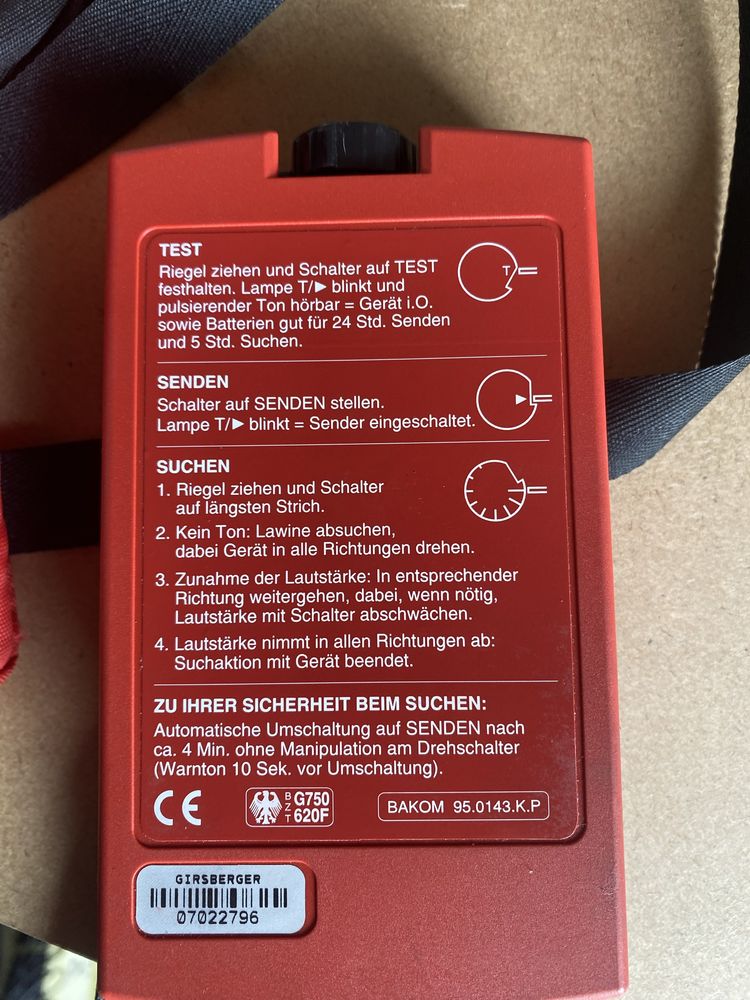 TEST
Riegel ziehen und Schalter auf TEST
festhalten. Lampe T/▶ blinkt und
pulsierender Ton hörbar = Gerät i.O.
sowie Batterien gut für 24 Std. Senden
und 5 Std. Suchen.
T
SENDEN
Schalter auf SENDEN stellen.
Lampe T/▶ blinkt = Sender eingeschaltet.
SUCHEN
1. Riegel ziehen und Schalter
auf längsten Strich.
2. Kein Ton: Lawine absuchen,
dabei Gerät in alle Richtungen drehen.
3. Zunahme der Lautstärke: In entsprechender
Richtung weitergehen, dabei, wenn nötig,
Lautstärke mit Schalter abschwächen.
4. Lautstärke nimmt in allen Richtungen ab:
Suchaktion mit Gerät beendet.
ZU IHRER SICHERHEIT BEIM SUCHEN:
Automatische Umschaltung auf SENDEN nach
ca. 4 Min. ohne Manipulation am Drehschalter
(Warnton 10 Sek. vor Umschaltung).
CE
BZT G750
620F
BAKOM 95.0143.K.P
GIRSBERGER
07022796